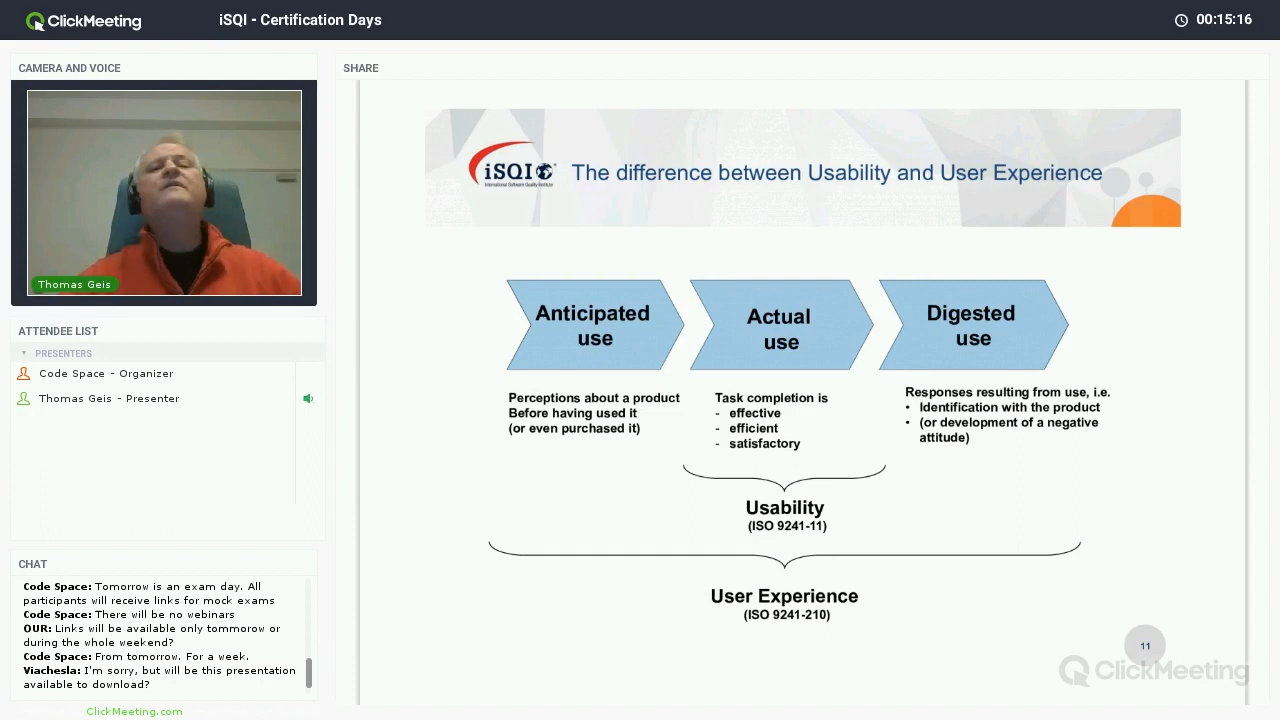 ClickMeeting
iSQI - Certification Days
00:15:16
CAMERA AND VOICE
Thomas Geis
ATTENDEE LIST
PRESENTERS
Code Space - Organizer
Thomas Geis - Presenter
CHAT
Code Space: Tomorrow is an exam day. All
participants will receive links for mock exams
Code Space: There will be no webinars
QUR: Links will be available only tommorow or
during the whole weekend?
Code Space: From tomorrow. For a week.
Viachesla: I'm sorry, but will be this presentation
available to download?
ClickMeeting.com
SHARE
iSQI
International Software Quality Institute
The difference between Usability and User Experience
Anticipated
use
Actual
use
Digested
use
Perceptions about a product
Before having used it
(or even purchased it)
Task completion is
- effective
- efficient
- satisfactory
Responses resulting from use, i.e.
• Identification with the product
• (or development of a negative
attitude)
Usability
(ISO 9241-11)
User Experience
(ISO 9241-210)
11
ClickMeeting